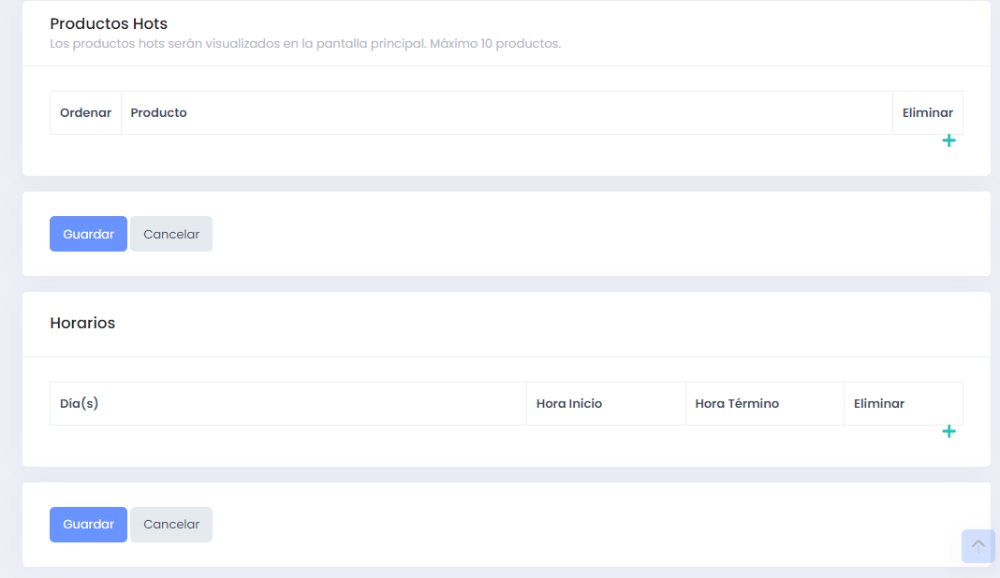 Productos Hots
Los productos hots serán visualizados en la pantalla principal. Máximo 10 productos.
Ordenar Producto Eliminar
Guardar Cancelar
Horarios
Día(s) Hora Inicio Hora Término Eliminar
Guardar Cancelar